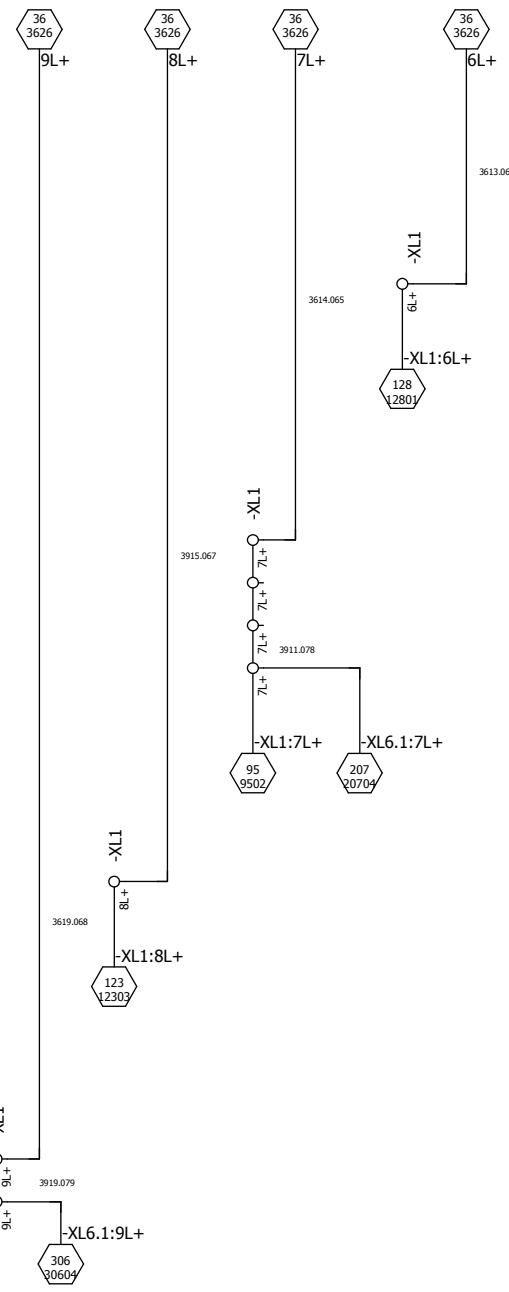 36
3626
9L+
36
3626
8L+
36
3626
7L+
36
3626
6L+
3613.06
-XL1
6L+
3614.065
-XL1:6L+
128
12801
-XL1
7L+
3915.067
7L+
7L+
3911.078
7L+
-XL1:7L+
95
9502
-XL6.1:7L+
207
20704
-XL1
8L+
3619.068
-XL1:8L+
123
12303
9L+
3919.079
9L+
-XL6.1:9L+
306
30604